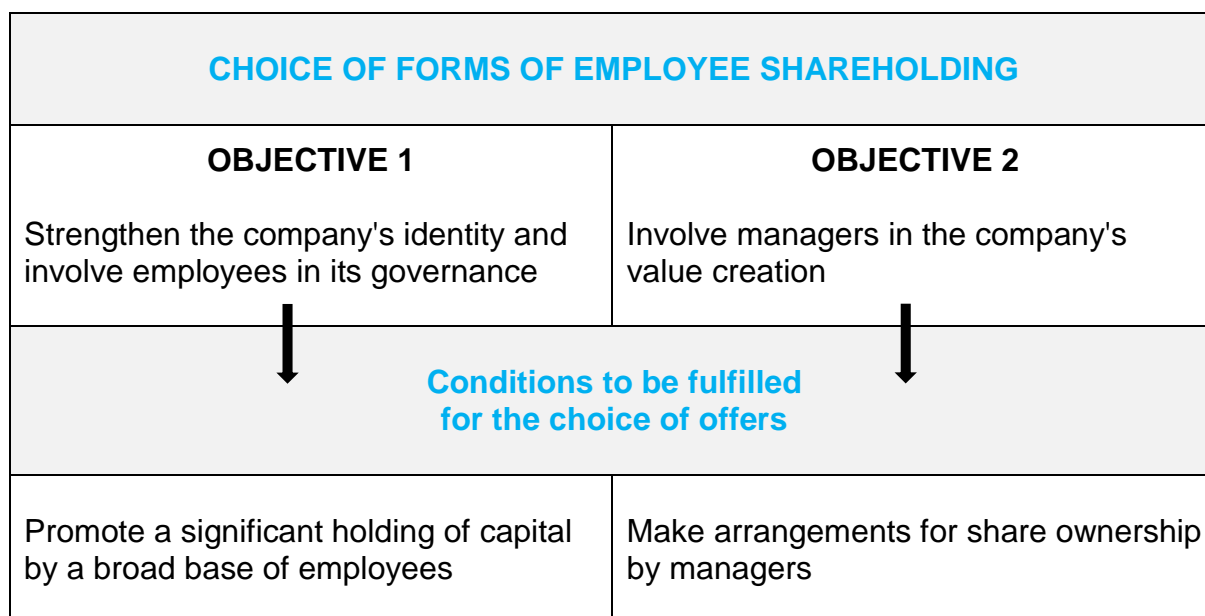 CHOICE OF FORMS OF EMPLOYEE SHAREHOLDING
OBJECTIVE 1
Strengthen the company's identity and
involve employees in its governance
OBJECTIVE 2
Involve managers in the company's
value creation
Conditions to be fulfilled
for the choice of offers
Promote a significant holding of capital
by a broad base of employees
Make arrangements for share ownership
by managers